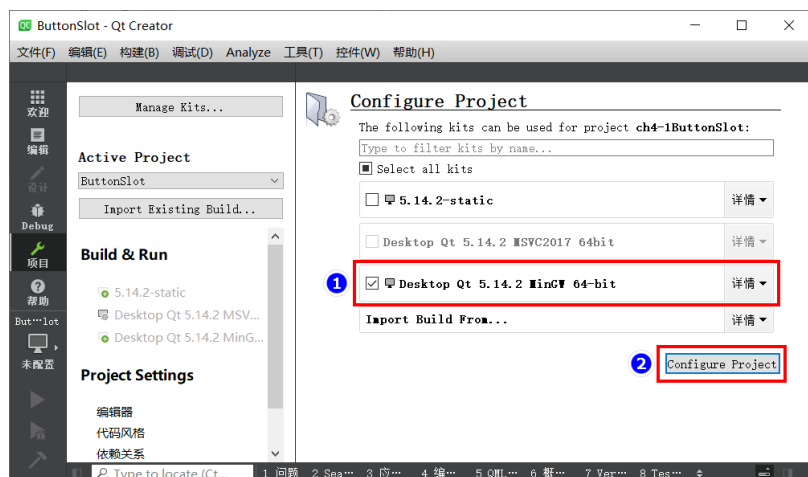 ButtonSlot - Qt Creator
文件(F) 编辑(E) 构建(B) 调试(D) Analyze 工具(T) 控件(W) 帮助(H)
欢迎
编辑
设计
Debug
项目
帮助
But⋯lot
未配置
Manage Kits...
Active Project
ButtonSlot
Import Existing Build...
Build & Run
5.14.2-static
Desktop Qt 5.14.2 MSV...
Desktop Qt 5.14.2 MinG...
Project Settings
编辑器
代码风格
依赖关系
Configure Project
The following kits can be used for project ch4-1ButtonSlot:
Type to filter kits by name...
Select all kits
5.14.2-static 详情
Desktop Qt 5.14.2 MSVC2017 64bit 详情
1 Desktop Qt 5.14.2 MinGW 64-bit 详情
Import Build From... 详情
2 Configure Project
Type to locate (Ct... 1 问题 2 Sea⋯ 3 应⋯ 4 编⋯ 5 QML⋯ 6 概⋯ 7 Ver⋯ 8 Tes⋯